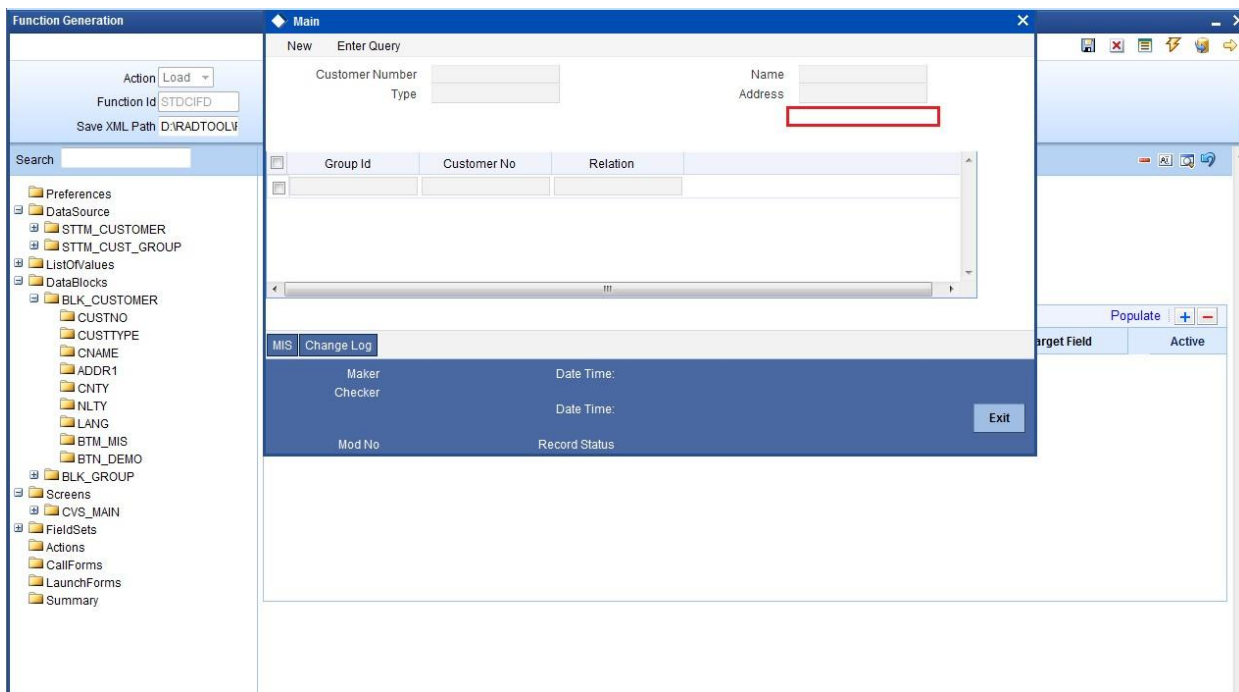 Function Generation
Main
New Enter Query
Action Load
Function Id STDCIFD
Save XML Path D:\RADTOOL\
Customer Number Name
Type Address
Search
Group Id Customer No Relation
Preferences
DataSource
STTM_CUSTOMER
STTM_CUST_GROUP
ListOfValues
DataBlocks
BLK_CUSTOMER
CUSTNO
CUSTTYPE
CNAME
ADDR1
CNTY
NLTY
LANG
BTM_MIS
BTN_DEMO
BLK_GROUP
Screens
CVS_MAIN
FieldSets
Actions
CallForms
LaunchForms
Summary
Populate
MIS Change Log
arget Field Active
Maker Date Time:
Checker
Date Time:
Exit
Mod No Record Status